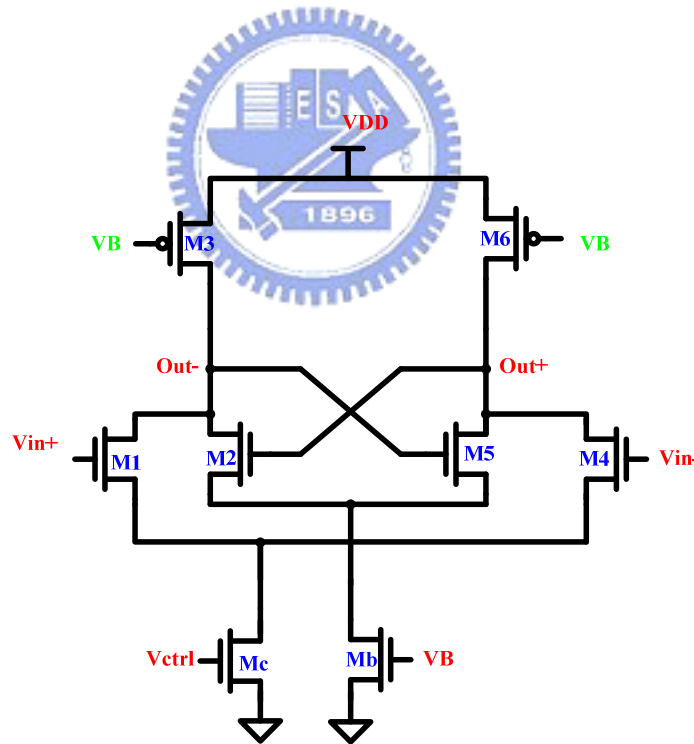 E S A
VDD
1896
VB
M3
M6
VB
Out-
Out+
Vin+
M1
M2
M5
M4
Vin-
Vctrl
Mc
Mb
VB